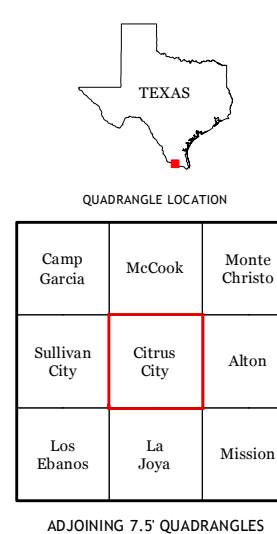 TEXAS
QUADRANGLE LOCATION
Camp
Garcia
McCook
Monte
Christo
Sullivan
City
Citrus
City
Alton
Los
Ebanos
La
Joya
Mission
ADJOINING 7.5' QUADRANGLES